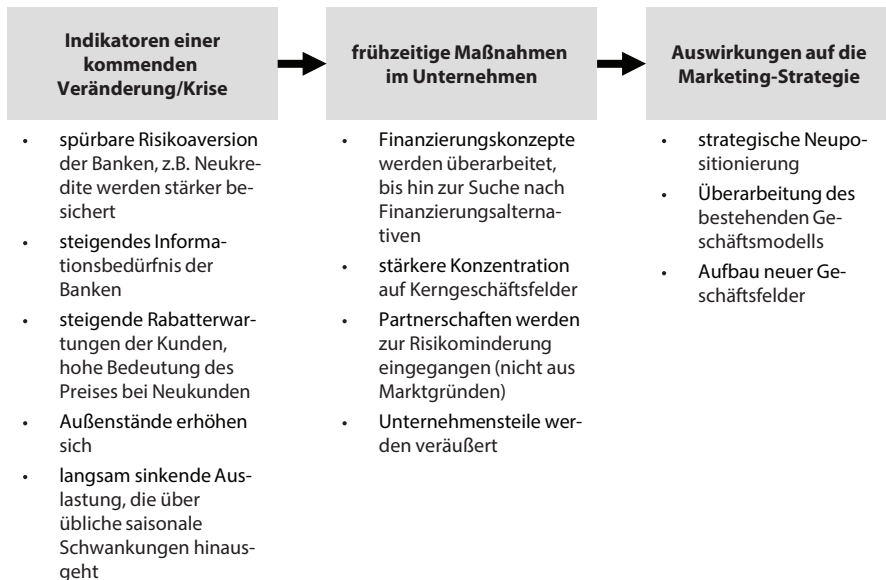 Indikatoren einer
kommenden
Veränderung/Krise
• spürbare Risikoaversion
der Banken, z.B. Neukre-
dite werden stärker be-
sichert
• steigendes Informa-
tionsbedürfnis der
Banken
• steigende Rabatterwar-
tungen der Kunden,
hohe Bedeutung des
Preises bei Neukunden
• Außenstände erhöhen
sich
• langsam sinkende Aus-
lastung, die über
übliche saisonale
Schwankungen hinaus-
geht
frühzeitige Maßnahmen
im Unternehmen
• Finanzierungskonzepte
werden überarbeitet,
bis hin zur Suche nach
Finanzierungsalterna-
tiven
• stärkere Konzentration
auf Kerngeschäftsfelder
• Partnerschaften werden
zur Risikominderung
eingegangen (nicht aus
Marktgründen)
• Unternehmensteile wer-
den veräußert
Auswirkungen auf die
Marketing-Strategie
• strategische Neupo-
sitionierung
• Überarbeitung des
bestehenden Ge-
schäftsmodells
• Aufbau neuer Ge-
schäftsfelder